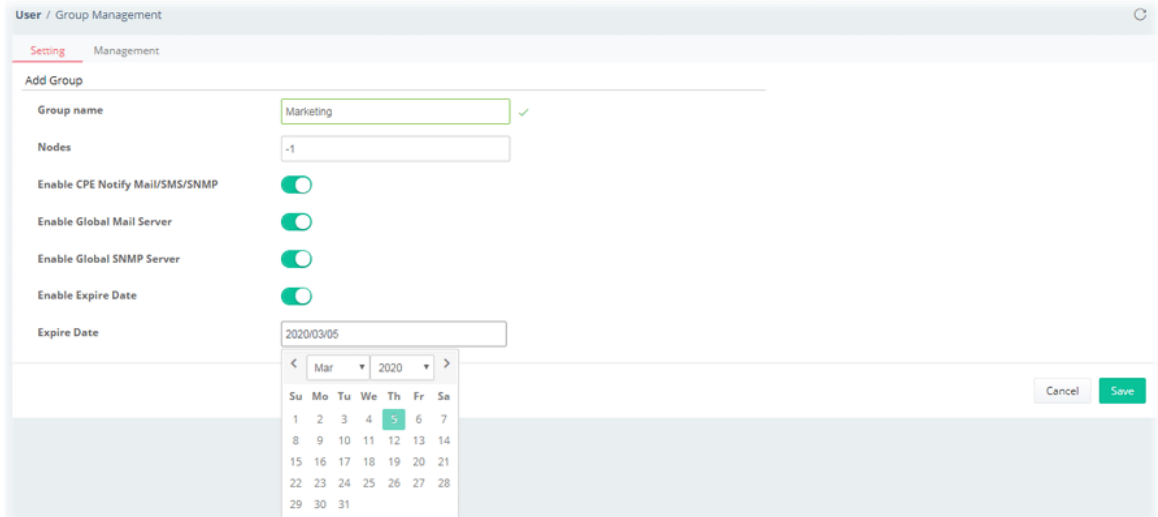 User / Group Management
Setting Management
Add Group
Group name Marketing
Nodes -1
Enable CPE Notify Mail/SMS/SNMP
Enable Global Mail Server
Enable Global SNMP Server
Enable Expire Date
Expire Date 2020/03/05
Mar 2020
Su Mo Tu We Th Fr Sa
1 2 3 4 5 6 7
8 9 10 11 12 13 14
15 16 17 18 19 20 21
22 23 24 25 26 27 28
29 30 31
Cancel Save